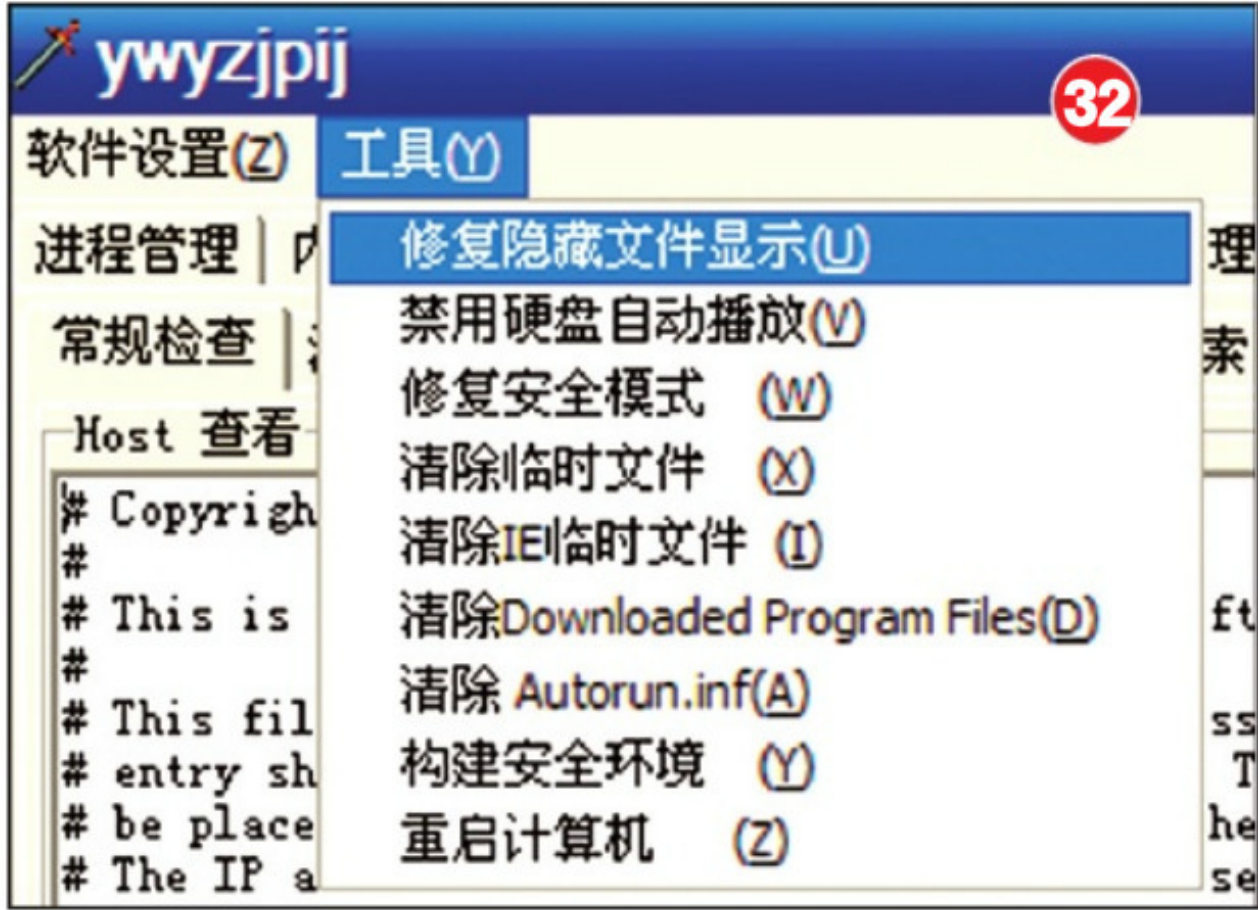 ywyzjpij
32
软件设置(Z) 工具(Y)
进程管理 理
修复隐藏文件显示(U)
禁用硬盘自动播放(V)
常规检查 索
修复安全模式 (W)
Host 查看
清除临时文件 (X)
# Copyrigh
清除IE临时文件 (I)
#
# This is ft
清除Downloaded Program Files(D)
#
清除 Autorun.inf(A)
# This fil ss
# entry sh T
构建安全环境 (Y)
# be place he
重启计算机 (Z)
# The IP a se